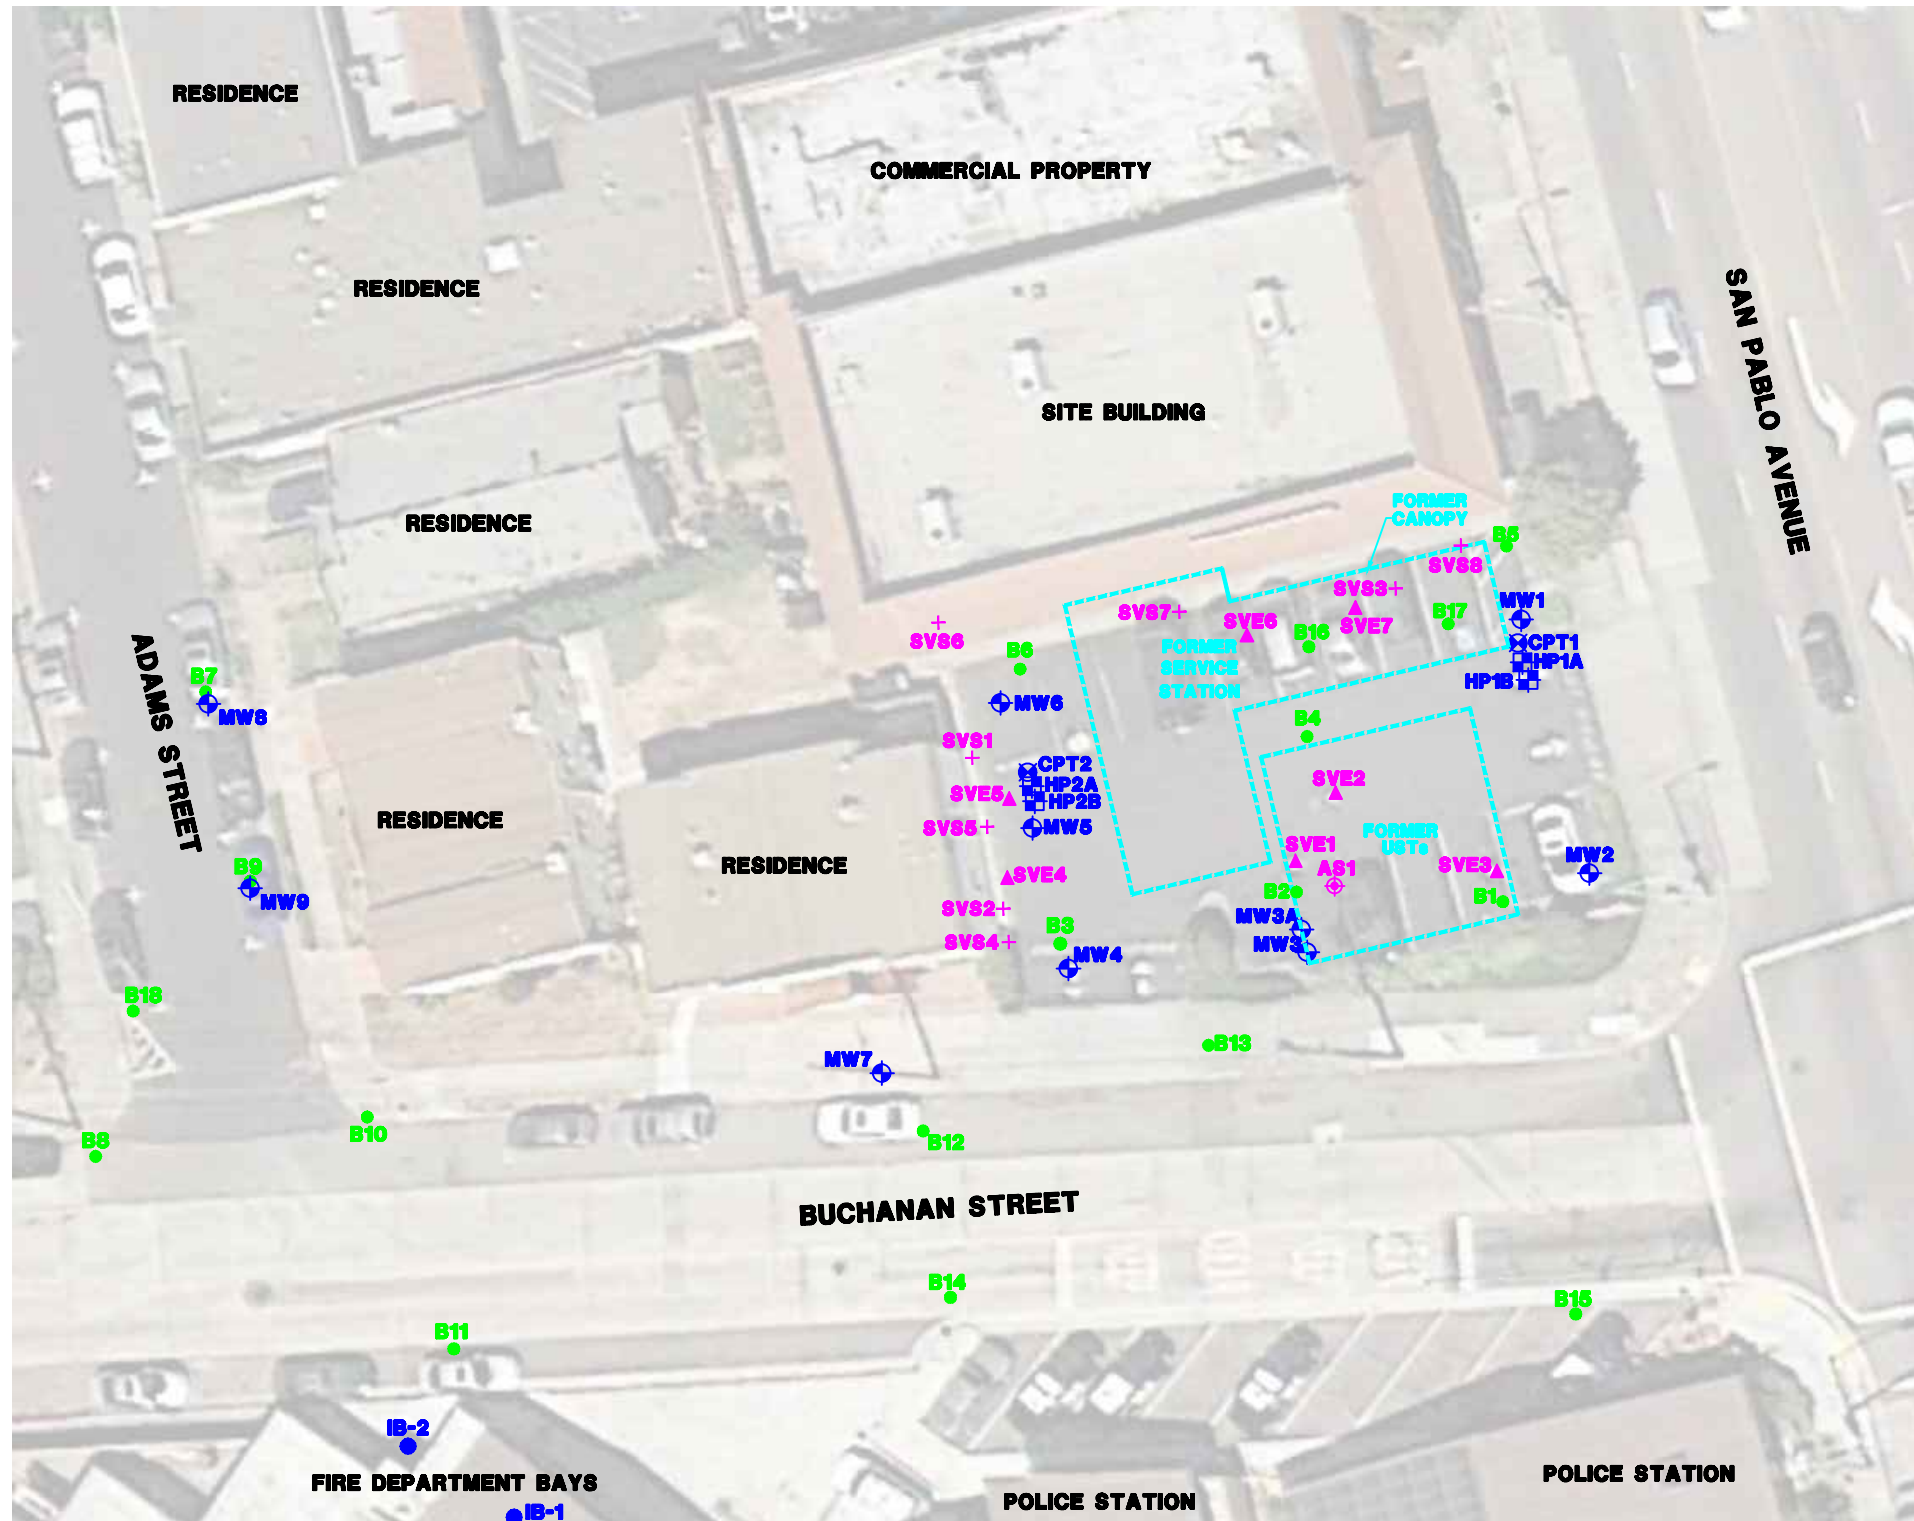 RESIDENCE
COMMERCIAL PROPERTY
RESIDENCE
SAN PABLO AVENUE
SITE BUILDING
RESIDENCE
FORMER
CANOPY
B5
SVS8
SVS3
MW1
SVS7
SVE6
SVE7
B17
B16
SVS6
CPT1
HP1A
HP1B
FORMER
SERVICE
STATION
B6
ADAMS STREET
B7
MW8
MW6
B4
SVS1
CPT2
HP2A
SVE5
HP2B
SVE2
RESIDENCE
SVS5
MW5
FORMER
USTs
SVE1
MW2
RESIDENCE
B9
SVE4
AS1
SVE3
B2
B1
MW9
SVS2
MW3A
B3
SVS4
MW3
MW4
B18
B13
MW7
B10
B8
B12
BUCHANAN STREET
B14
B15
B11
IB-2
FIRE DEPARTMENT BAYS
POLICE STATION
POLICE STATION
IB-1